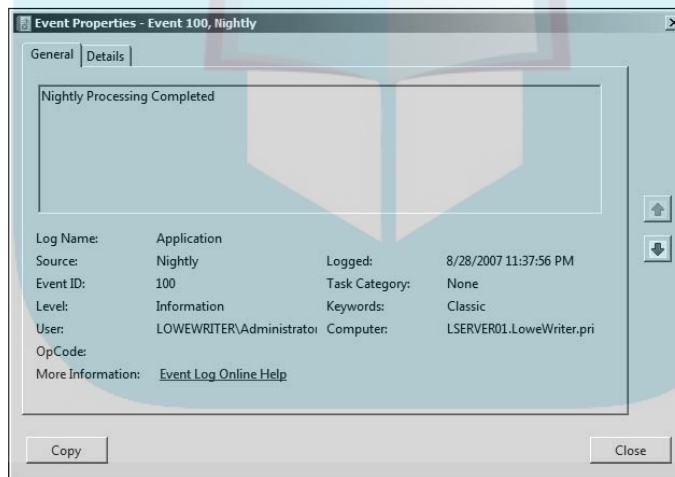 Event Properties - Event 100, Nightly
General Details
Nightly Processing Completed
Log Name: Application
Source: Nightly Logged: 8/28/2007 11:37:56 PM
Event ID: 100 Task Category: None
Level: Information Keywords: Classic
User: LOWEWRITER\Administrator Computer: LSERVER01.LoweWriter.pri
OpCode:
More Information: Event Log Online Help
Copy Close